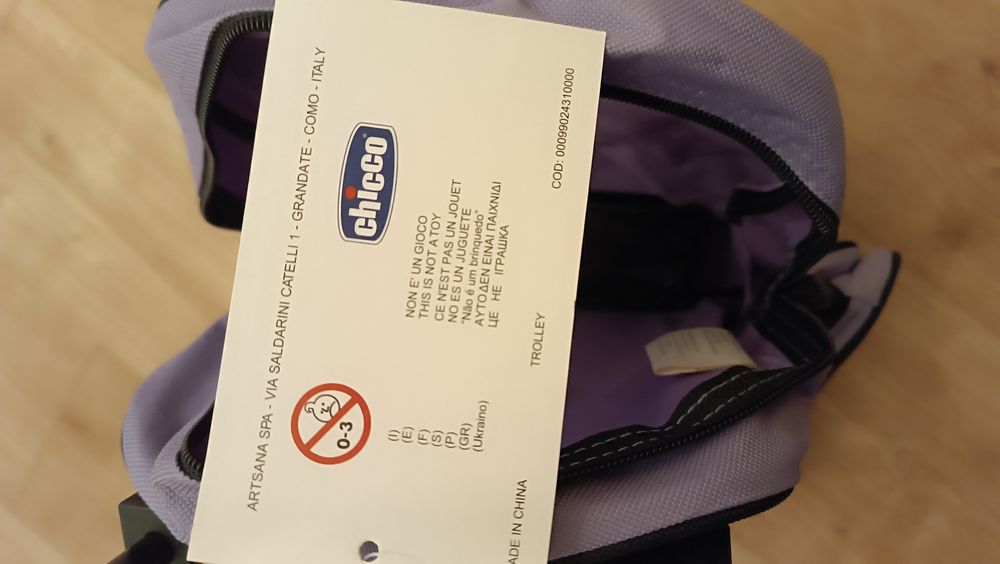 ARTSANA SPA - VIA SALDARINI CATELLI 1 - GRANDATE - COMO - ITALY
chicco
0-3
(I) NON E' UN GIOCO
(E) THIS IS NOT A TOY
(F) CE N'EST PAS UN JOUET
(S) NO ES UN JUGUETE
(P) "Não é um brinquedo"
(GR) ΑΥΤΟ ΔΕΝ ΕΙΝΑΙ ΠΑΙΧΝΙΔΙ
(Ukraino) ЦЕ НЕ ІГРАШКА
TROLLEY
ADE IN CHINA
COD: 00099024310000